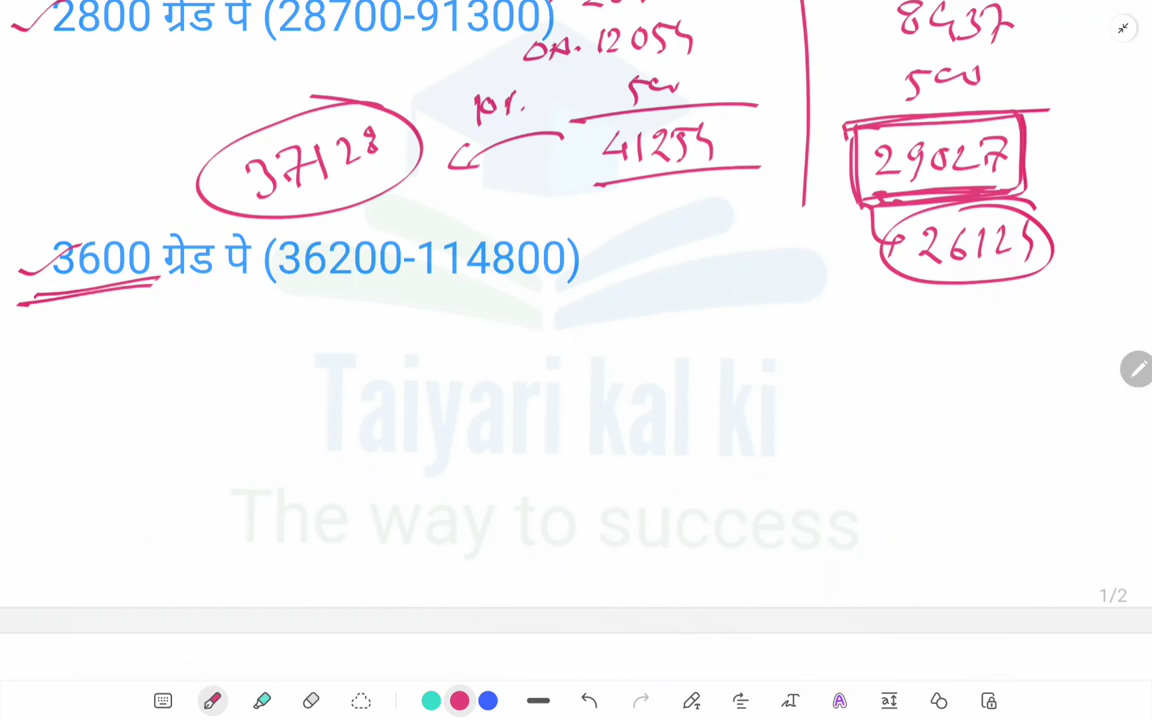 2800 ग्रेड पे (28700-91300)
DA. 12054
500
41254
pr.
37128
8437
500
29027
26125
3600 ग्रेड पे (36200-114800)
Taiyari kal ki
The way to success
1/2